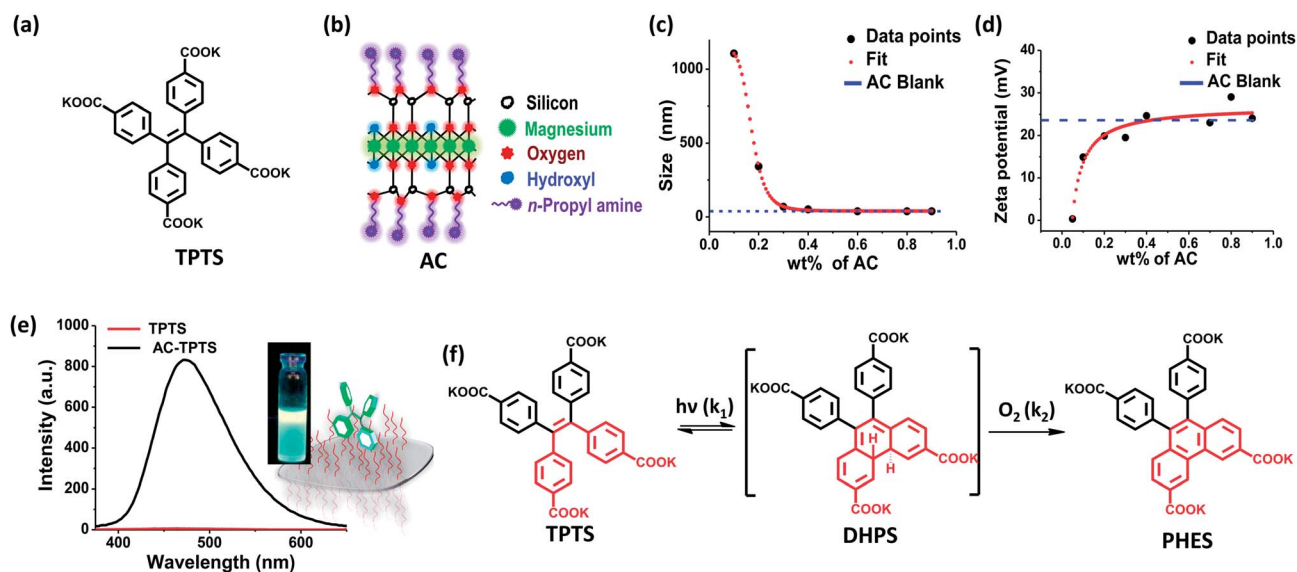 (a)
COOK
KOOC
COOK
COOK
TPTS
(b)
AC
Silicon
Magnesium
Oxygen
Hydroxyl
n-Propyl amine
(c)
Data points
Fit
AC Blank
1000
500
0
Size (nm)
0.0 0.2 0.4 0.6 0.8 1.0
wt% of AC
(d)
Data points
Fit
AC Blank
40
30
20
10
0
Zeta potential (mV)
0.0 0.2 0.4 0.6 0.8 1.0
wt% of AC
(e)
TPTS
AC-TPTS
1000
800
600
400
200
0
Intensity (a.u.)
400 500 600
Wavelength (nm)
(f)
COOK
KOOC
COOK
COOK
TPTS
hν (k₁)
COOK
KOOC
H
H
COOK
COOK
DHPS
O₂ (k₂)
COOK
KOOC
COOK
COOK
PHES